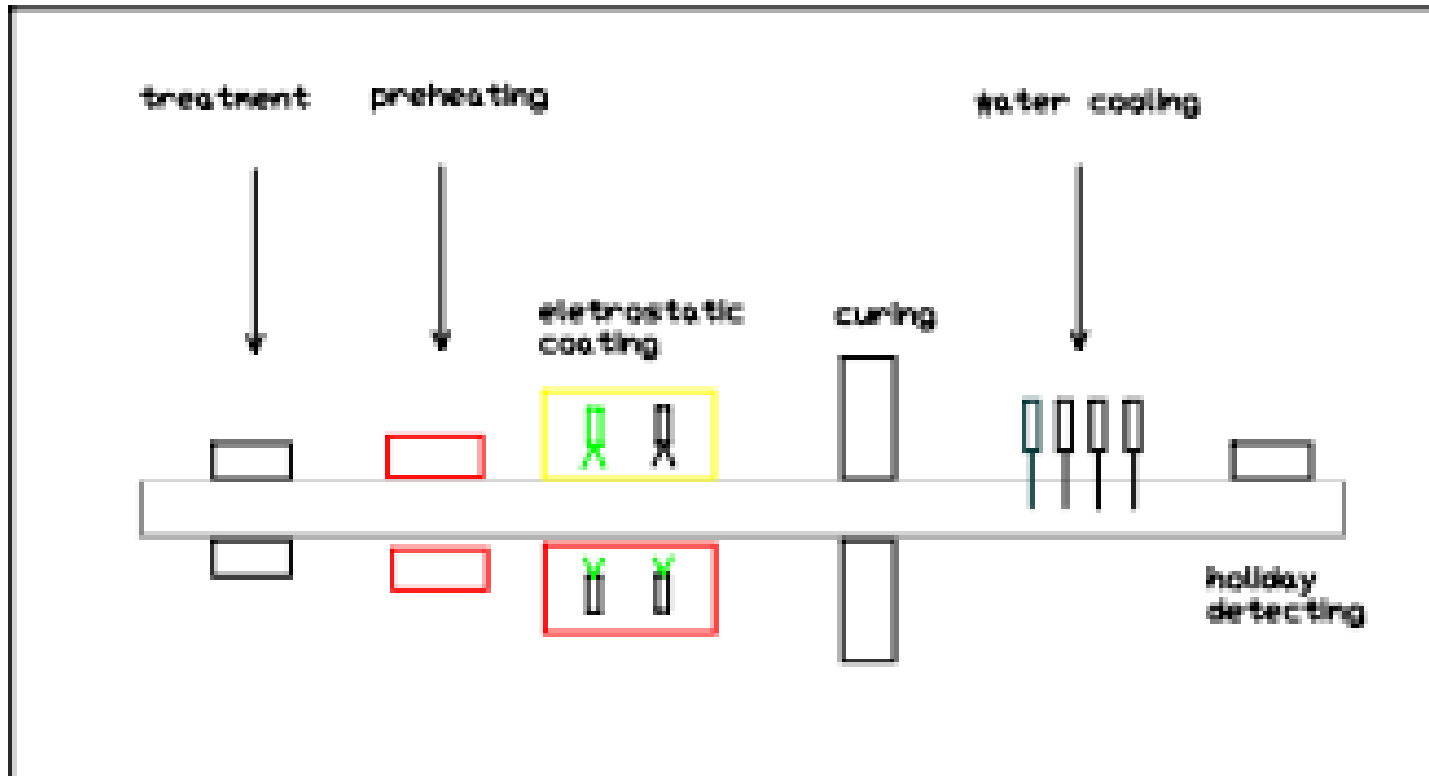 treatment
preheating
Water cooling
eletrostatic
coating
curing
holiday
detecting